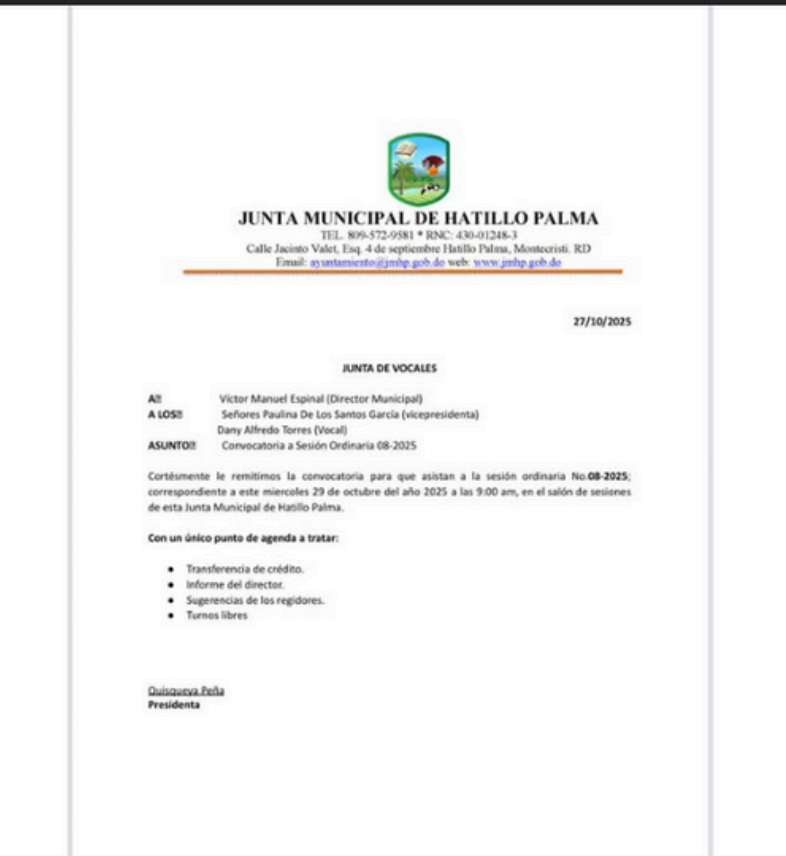 JUNTA MUNICIPAL DE HATILLO PALMA
TEL. 809-572-9581 * RNC: 430-01248-3
Calle Jacinto Valet, Esq. 4 de septiembre Hatillo Palma, Montecristi. RD
Email: ayuntamiento@jmhp.gob.do web: www.jmhp.gob.do
27/10/2025
JUNTA DE VOCALES
A Víctor Manuel Espinal (Director Municipal)
A LOS Señores Paulina De Los Santos García (vicepresidenta)
Dany Alfredo Torres (Vocal)
ASUNTO Convocatoria a Sesión Ordinaria 08-2025
Cortésmente le remitimos la convocatoria para que asistan a la sesión ordinaria No.08-2025;
correspondiente a este miercoles 29 de octubre del año 2025 a las 9:00 am, en el salón de sesiones
de esta Junta Municipal de Hatillo Palma.
Con un único punto de agenda a tratar:
• Transferencia de crédito.
• Informe del director.
• Sugerencias de los regidores.
• Turnos libres
Quisqueya Peña
Presidenta